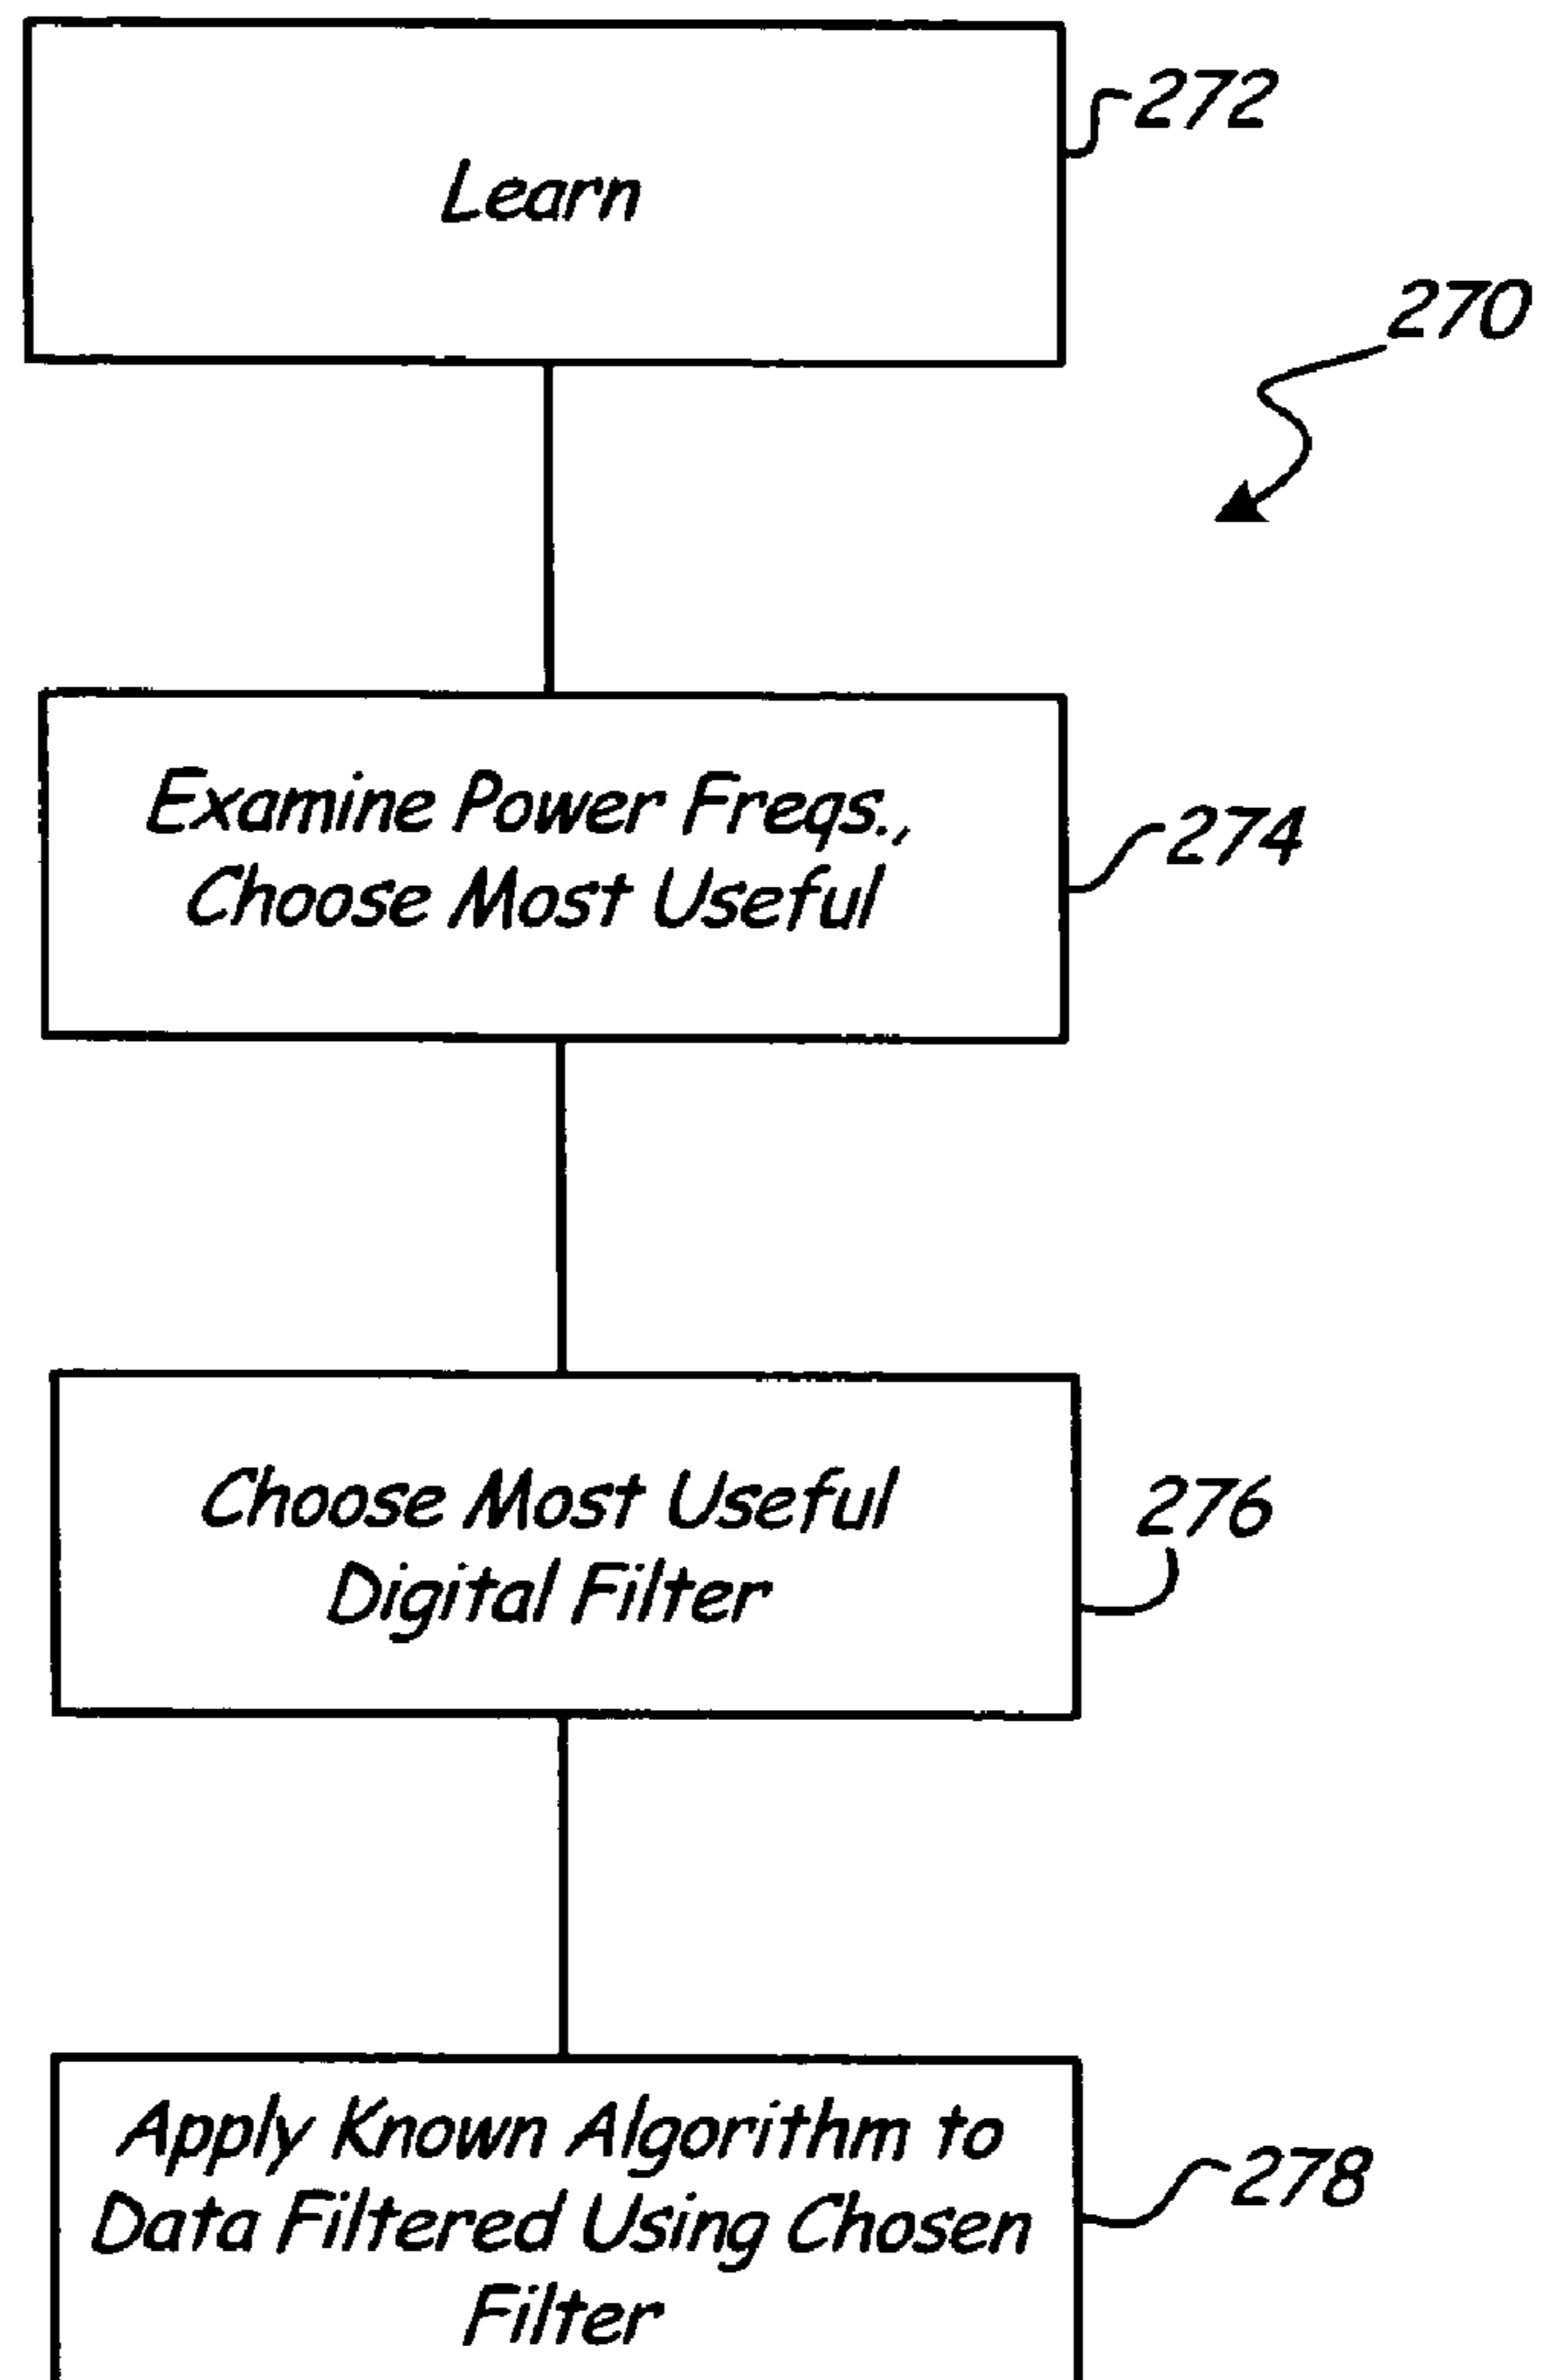 Learn
272
270
Examine Power Freqs.,
Choose Most Useful
274
Choose Most Useful
Digital Filter
276
Apply Known Algorithm to
Data Filtered Using Chosen
Filter
278